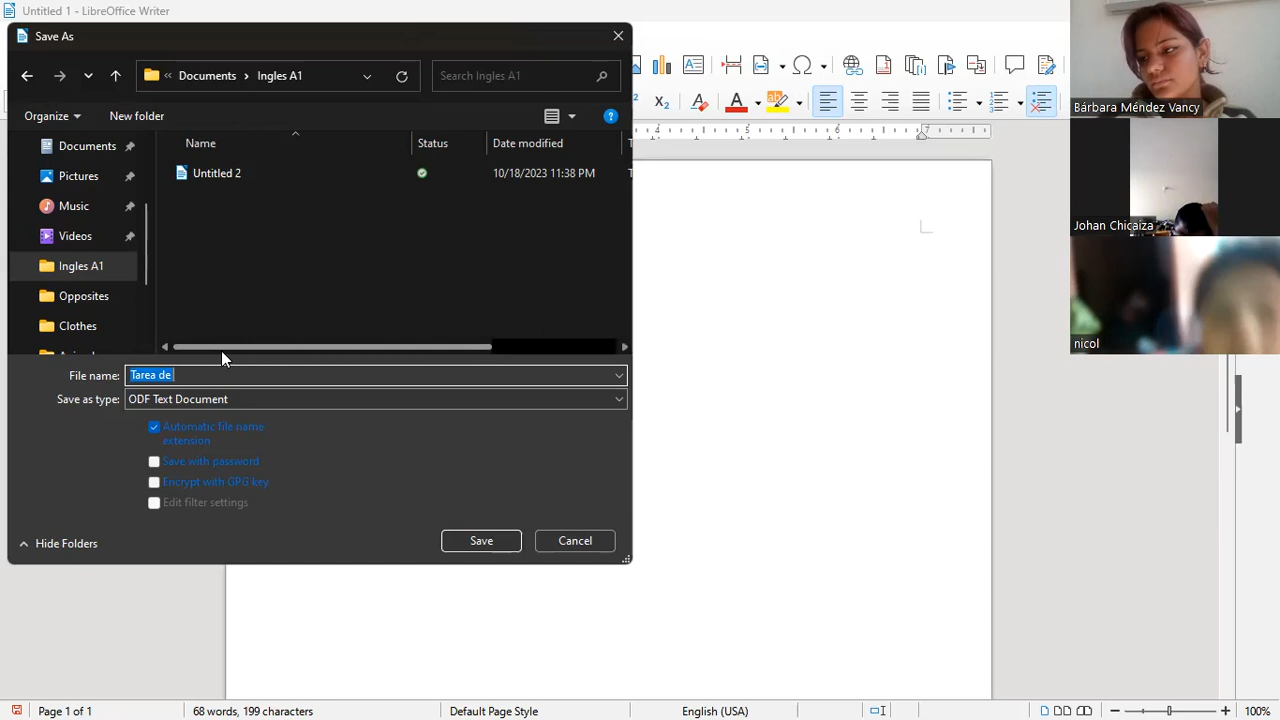 Untitled 1 - LibreOffice Writer
Save As
Documents
Ingles A1
Search Ingles A1
Organize
New folder
Name
Status
Date modified
Documents
Untitled 2
10/18/2023 11:38 PM
Pictures
Music
Videos
Ingles A1
Opposites
Clothes
File name:
Tarea de
Save as type:
ODF Text Document
Automatic file name
extension
Save with password
Encrypt with GPG key
Edit filter settings
Hide Folders
Save
Cancel
4 5 6 7
Bárbara Méndez Vancy
Johan Chicaiza
nicol
Page 1 of 1
68 words, 199 characters
Default Page Style
English (USA)
100%